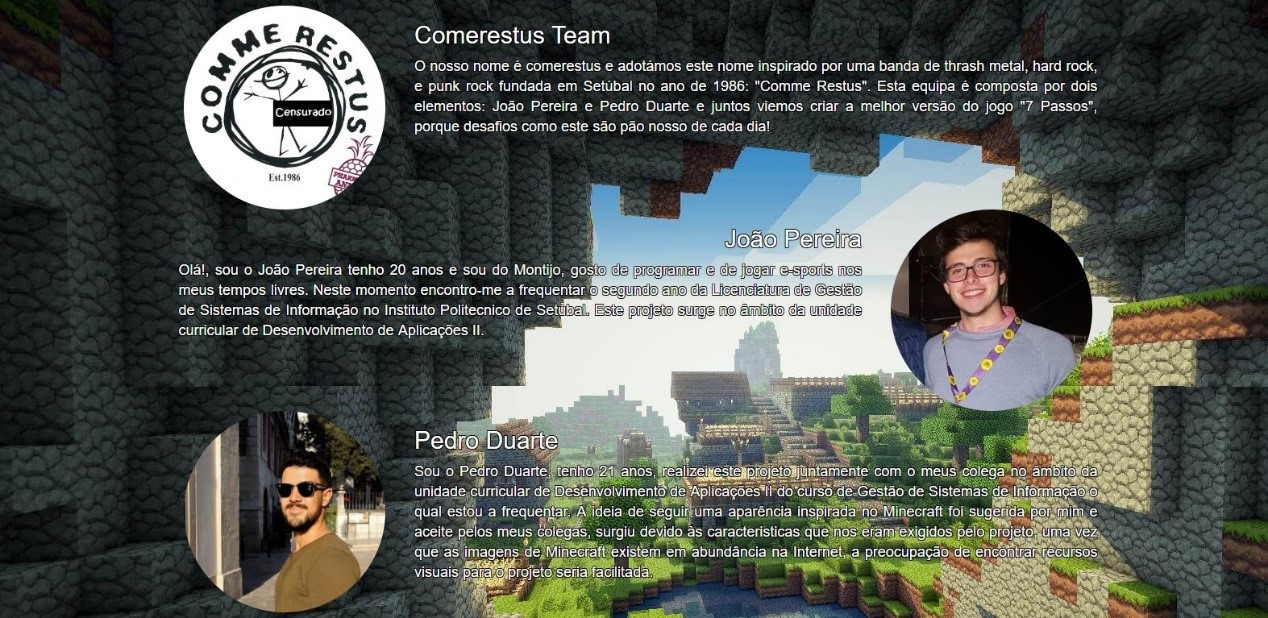 COMME RESTUS
Censurado
Est.1986
Comerestus Team
O nosso nome é comerestus e adotámos este nome inspirado por uma banda de thrash metal, hard rock,
e punk rock fundada em Setúbal no ano de 1986: "Comme Restus". Esta equipa é composta por dois
elementos: João Pereira e Pedro Duarte e juntos viemos criar a melhor versão do jogo "7 Passos",
porque desafios como este são pão nosso de cada dia!
João Pereira
Olá!, sou o João Pereira tenho 20 anos e sou do Montijo, gosto de programar e de jogar e-sports nos
meus tempos livres. Neste momento encontro-me a frequentar o segundo ano da Licenciatura de Gestão
de Sistemas de Informação no Instituto Politecnico de Setúbal. Este projeto surge no âmbito da unidade
curricular de Desenvolvimento de Aplicações II.
Pedro Duarte
Sou o Pedro Duarte, tenho 21 anos, realizei este projeto juntamente com o meus colega no âmbito da
unidade curricular de Desenvolvimento de Aplicações II do curso de Gestão de Sistemas de Informação o
qual estou a frequentar. A ideia de seguir uma aparência inspirada no Minecraft foi sugerida por mim e
aceite pelos meus colegas, surgiu devido às caracteristicas que nos eram exigidos pelo projeto, uma vez
que as imagens de Minecraft existem em abundância na Internet, a preocupação de encontrar recursos
visuais para o projeto seria facilitada.